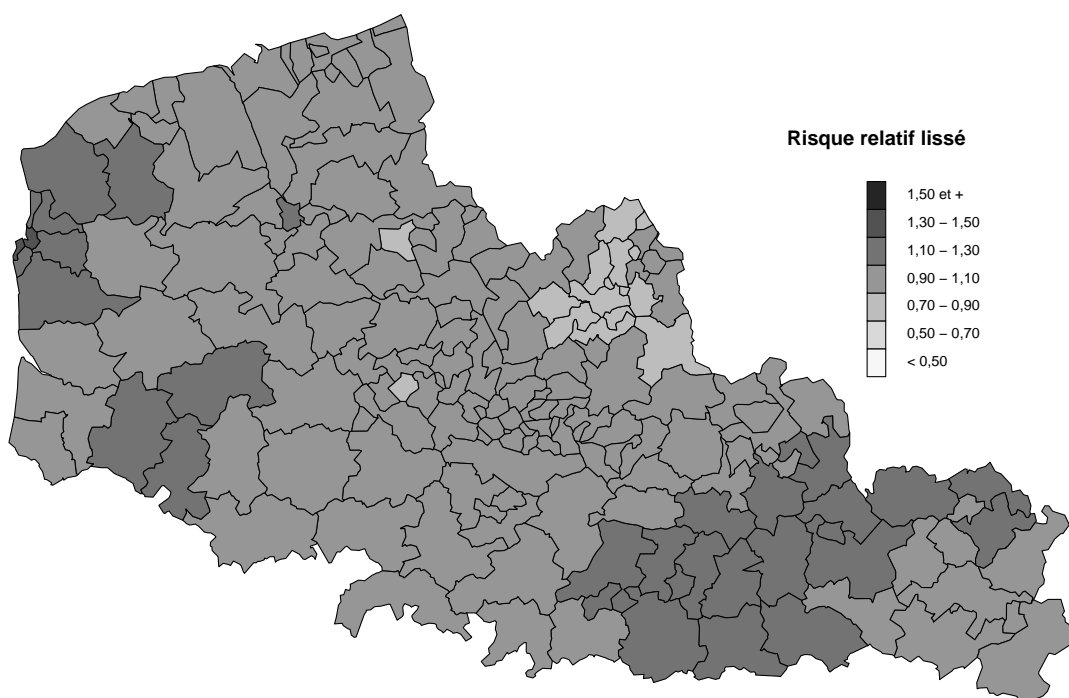 Risque relatif lissé
1,50 et +
1,30 − 1,50
1,10 − 1,30
0,90 − 1,10
0,70 − 0,90
0,50 − 0,70
< 0,50